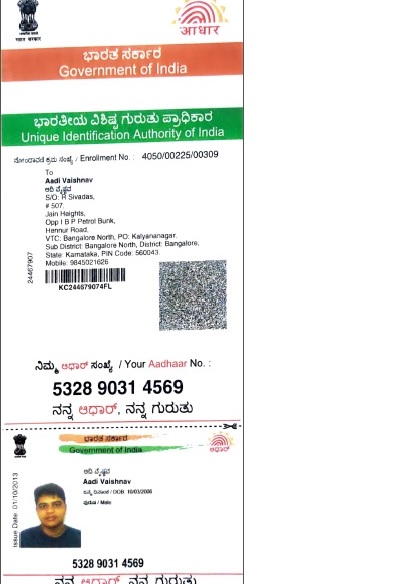 भारत सरकार
आधार
ಭಾರತ ಸರ್ಕಾರ
Government of India
ಭಾರತೀಯ ವಿಶಿಷ್ಟ ಗುರುತು ಪ್ರಾಧಿಕಾರ
Unique Identification Authority of India
ನೋಂದಾವಣೆ ಕ್ರಮ ಸಂಖ್ಯೆ / Enrollment No. : 4050/00225/00309
To
Aadi Vaishnav
ಆದಿ ವೈಷ್ಣವ
S/O: R Sivadas,
# 507,
Jain Heights,
Opp I B P Petrol Bunk,
Hennur Road,
VTC: Bangalore North, PO: Kalyananagar,
Sub District: Bangalore North, District: Bangalore,
State: Karnataka, PIN Code: 560043.
Mobile: 9845021626
24467907
KC244679074FL
ನಿಮ್ಮ ಆಧಾರ್ ಸಂಖ್ಯೆ / Your Aadhaar No. :
5328 9031 4569
ನನ್ನ ಆಧಾರ್, ನನ್ನ ಗುರುತು
ಭಾರತ ಸರ್ಕಾರ
Government of India
ಆಧಾರ್
ಆದಿ ವೈಷ್ಣವ
Aadi Vaishnav
ಜನ್ಮ ದಿನಾಂಕ / DOB: 10/03/2006
ಪುರುಷ / Male
Issue Date: 01/10/2013
5328 9031 4569
ನನ್ನ ಆಧಾರ್, ನನ್ನ ಗುರುತು